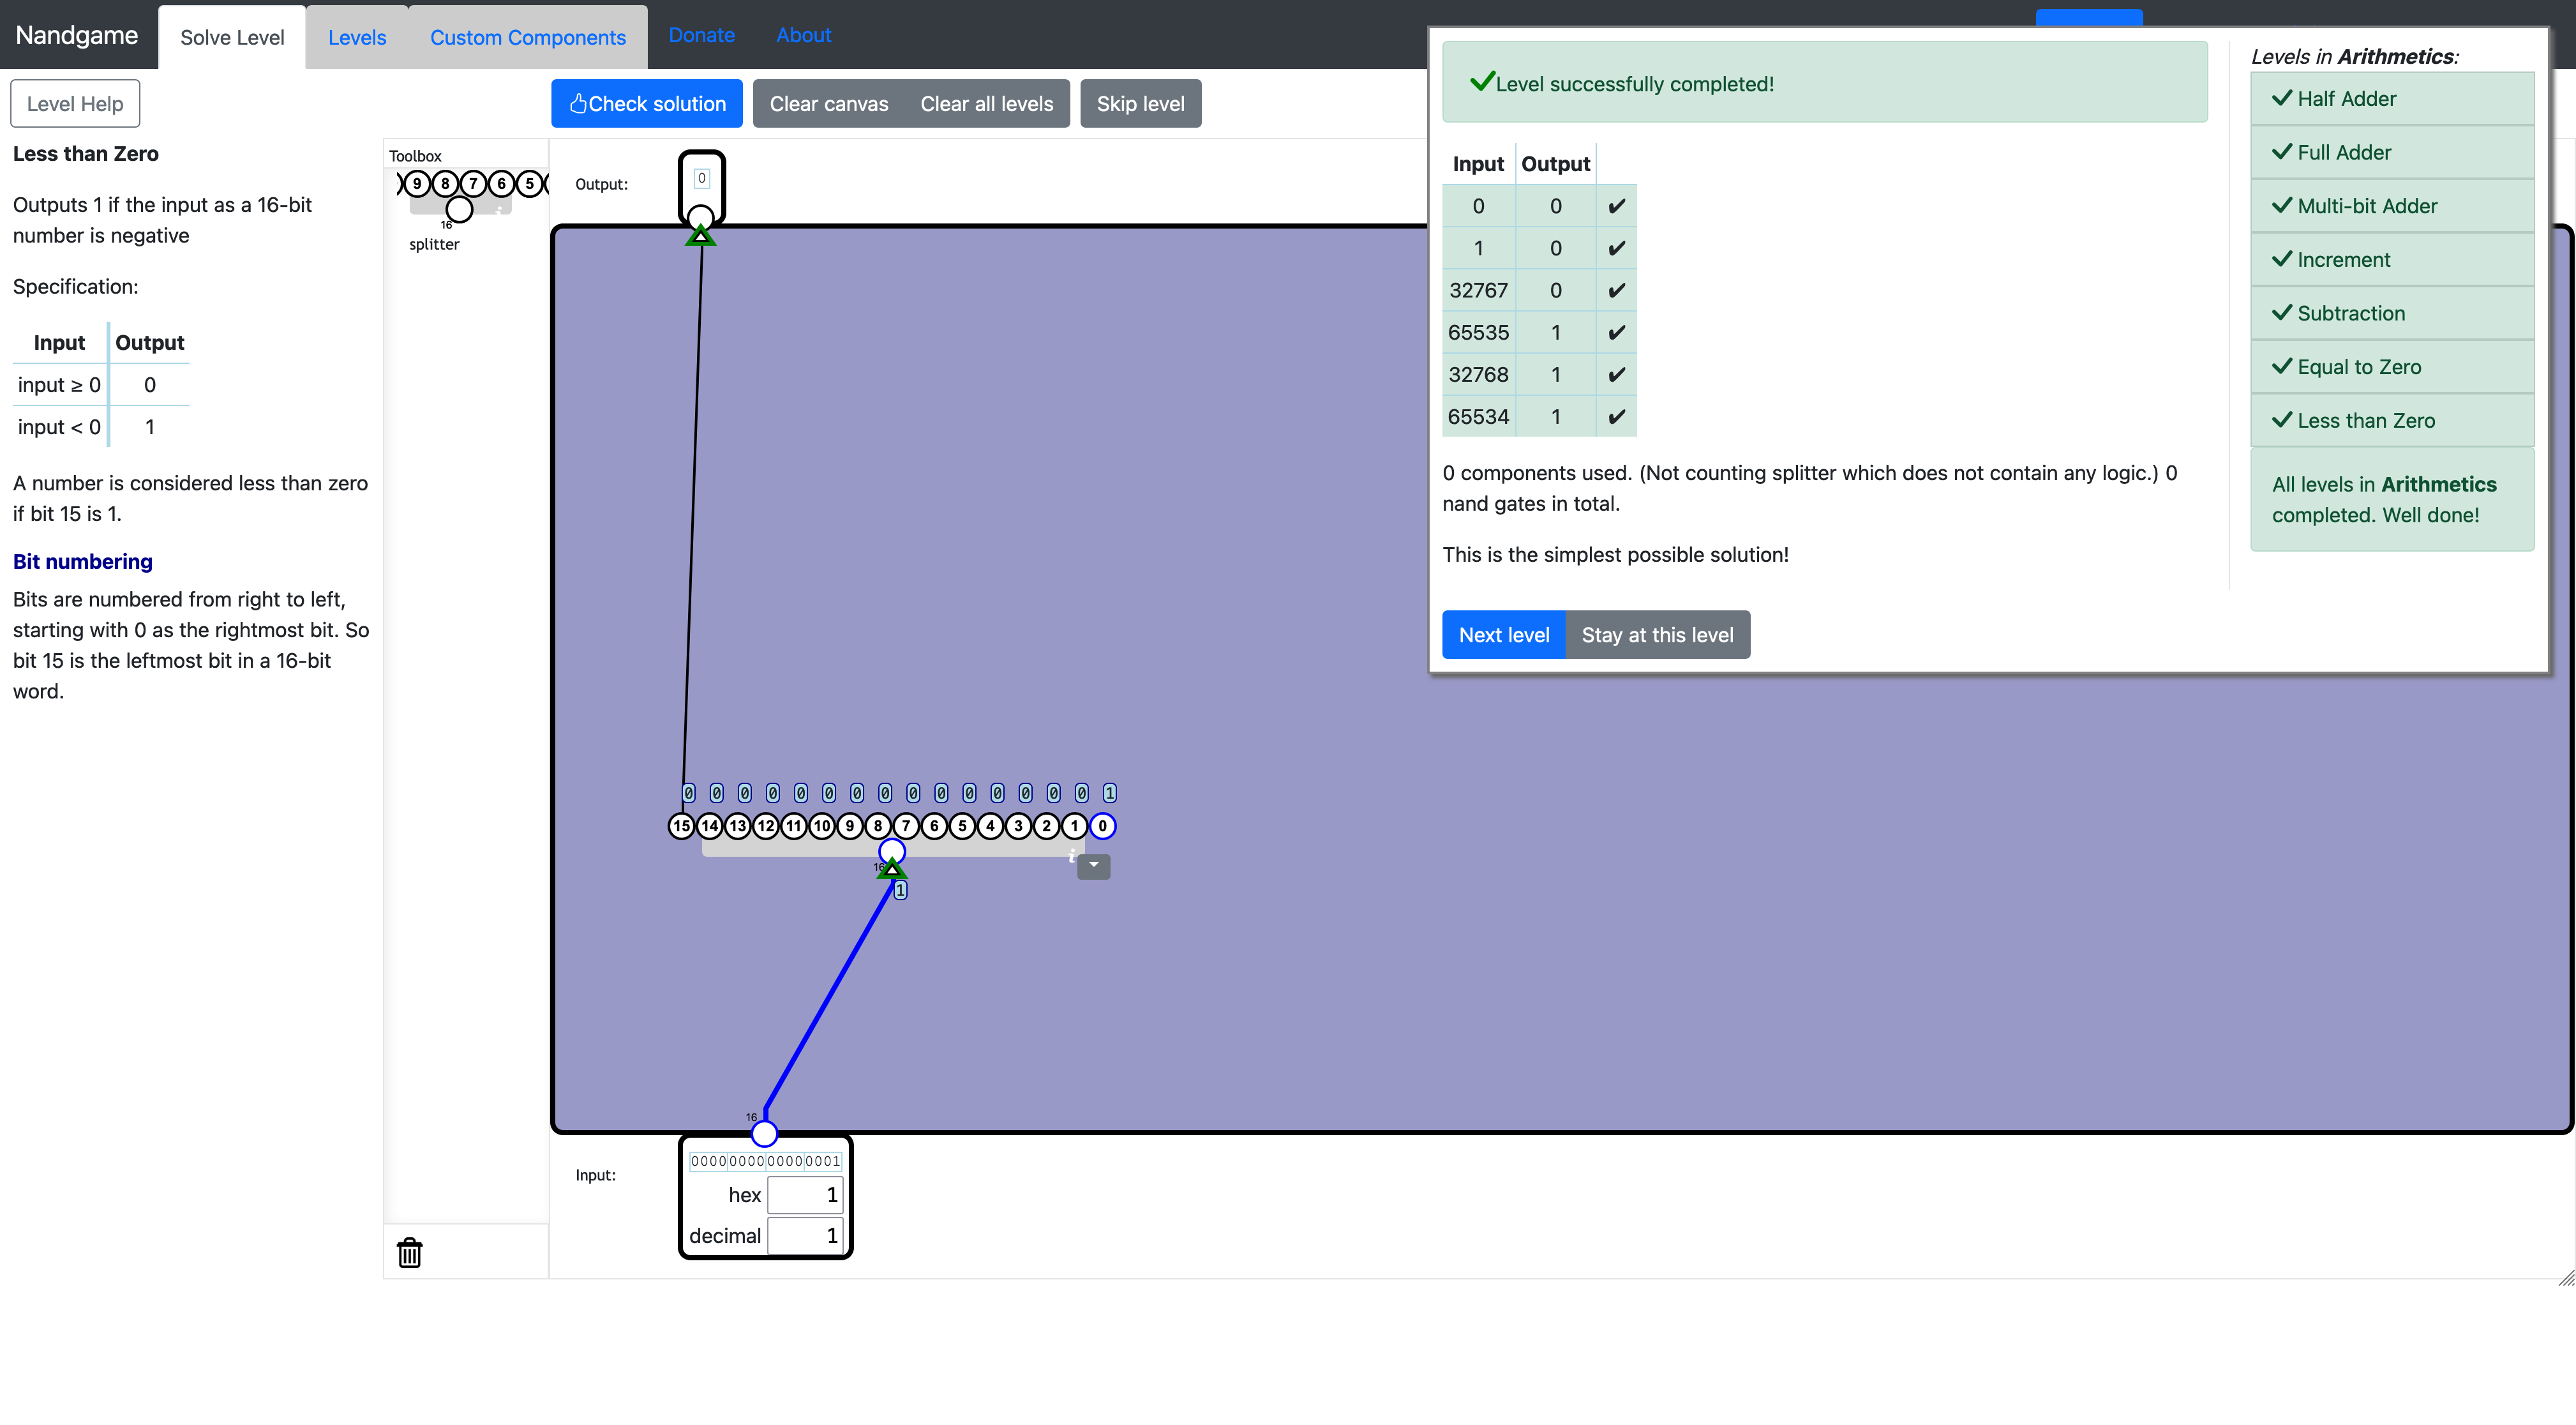 Nandgame
Solve Level
Levels
Custom Components
Donate
About
Level Help
Check solution
Clear canvas
Clear all levels
Skip level
Less than Zero
Outputs 1 if the input as a 16-bit
number is negative
Specification:
Input Output
input ≥ 0 0
input < 0 1
A number is considered less than zero
if bit 15 is 1.
Bit numbering
Bits are numbered from right to left,
starting with 0 as the rightmost bit. So
bit 15 is the leftmost bit in a 16-bit
word.
Toolbox
9 8 7 6 5
16
splitter
Output:
0
0 0 0 0 0 0 0 0 0 0 0 0 0 0 0 1
15 14 13 12 11 10 9 8 7 6 5 4 3 2 1 0
i
16
1
16
Input:
0000 0000 0000 0001
hex 1
decimal 1
Level successfully completed!
Input Output
0 0 ✔
1 0 ✔
32767 0 ✔
65535 1 ✔
32768 1 ✔
65534 1 ✔
0 components used. (Not counting splitter which does not contain any logic.) 0
nand gates in total.
This is the simplest possible solution!
Next level
Stay at this level
Levels in Arithmetics:
Half Adder
Full Adder
Multi-bit Adder
Increment
Subtraction
Equal to Zero
Less than Zero
All levels in Arithmetics
completed. Well done!